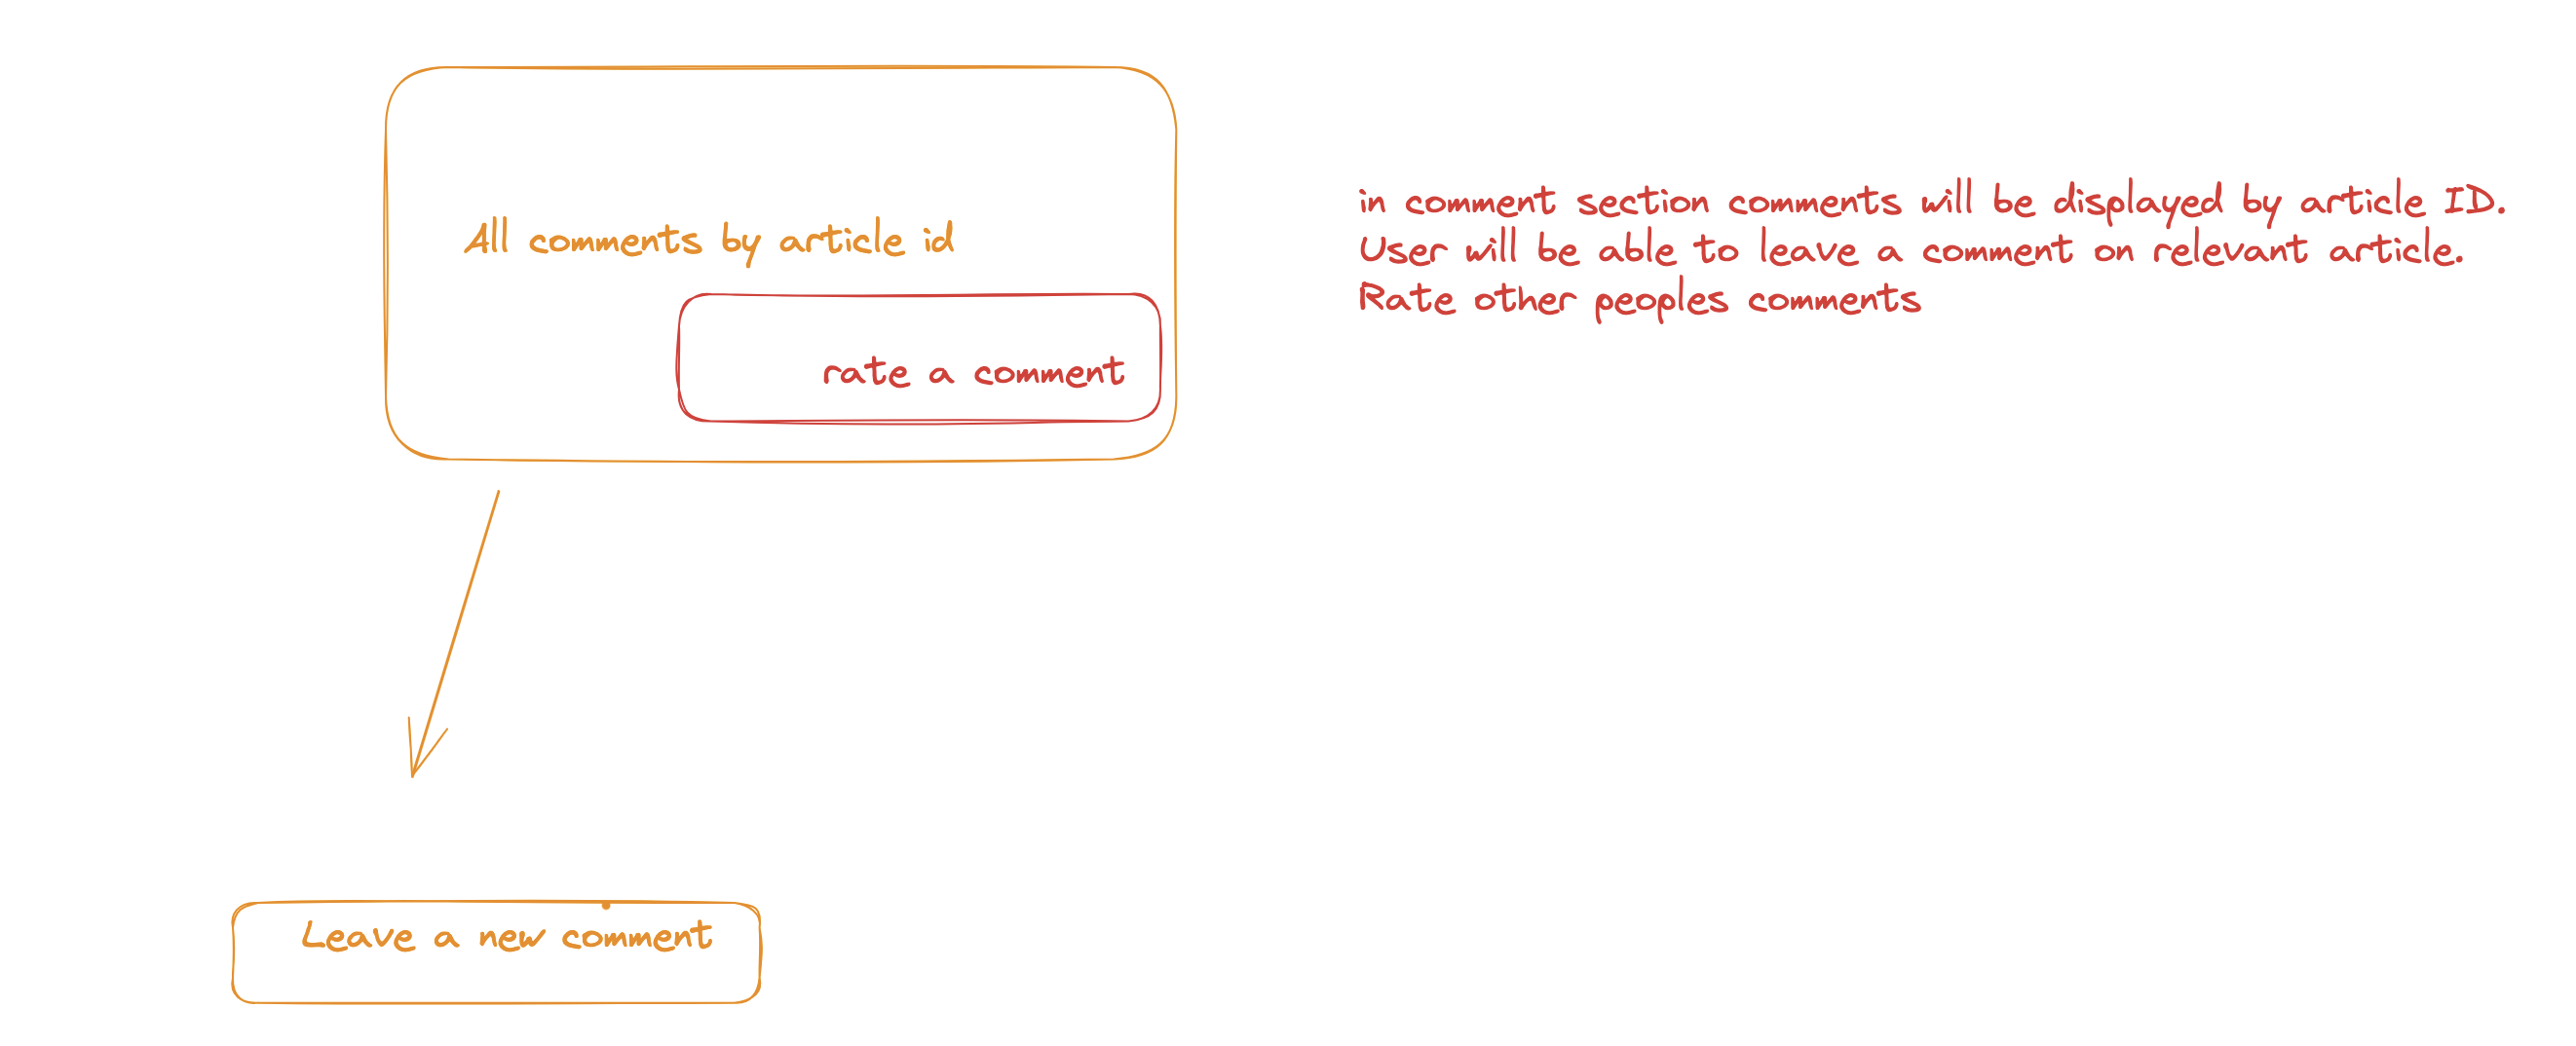 All comments by article id
rate a comment
in comment section comments will be displayed by article ID.
User will be able to leave a comment on relevant article.
Rate other peoples comments
Leave a new comment